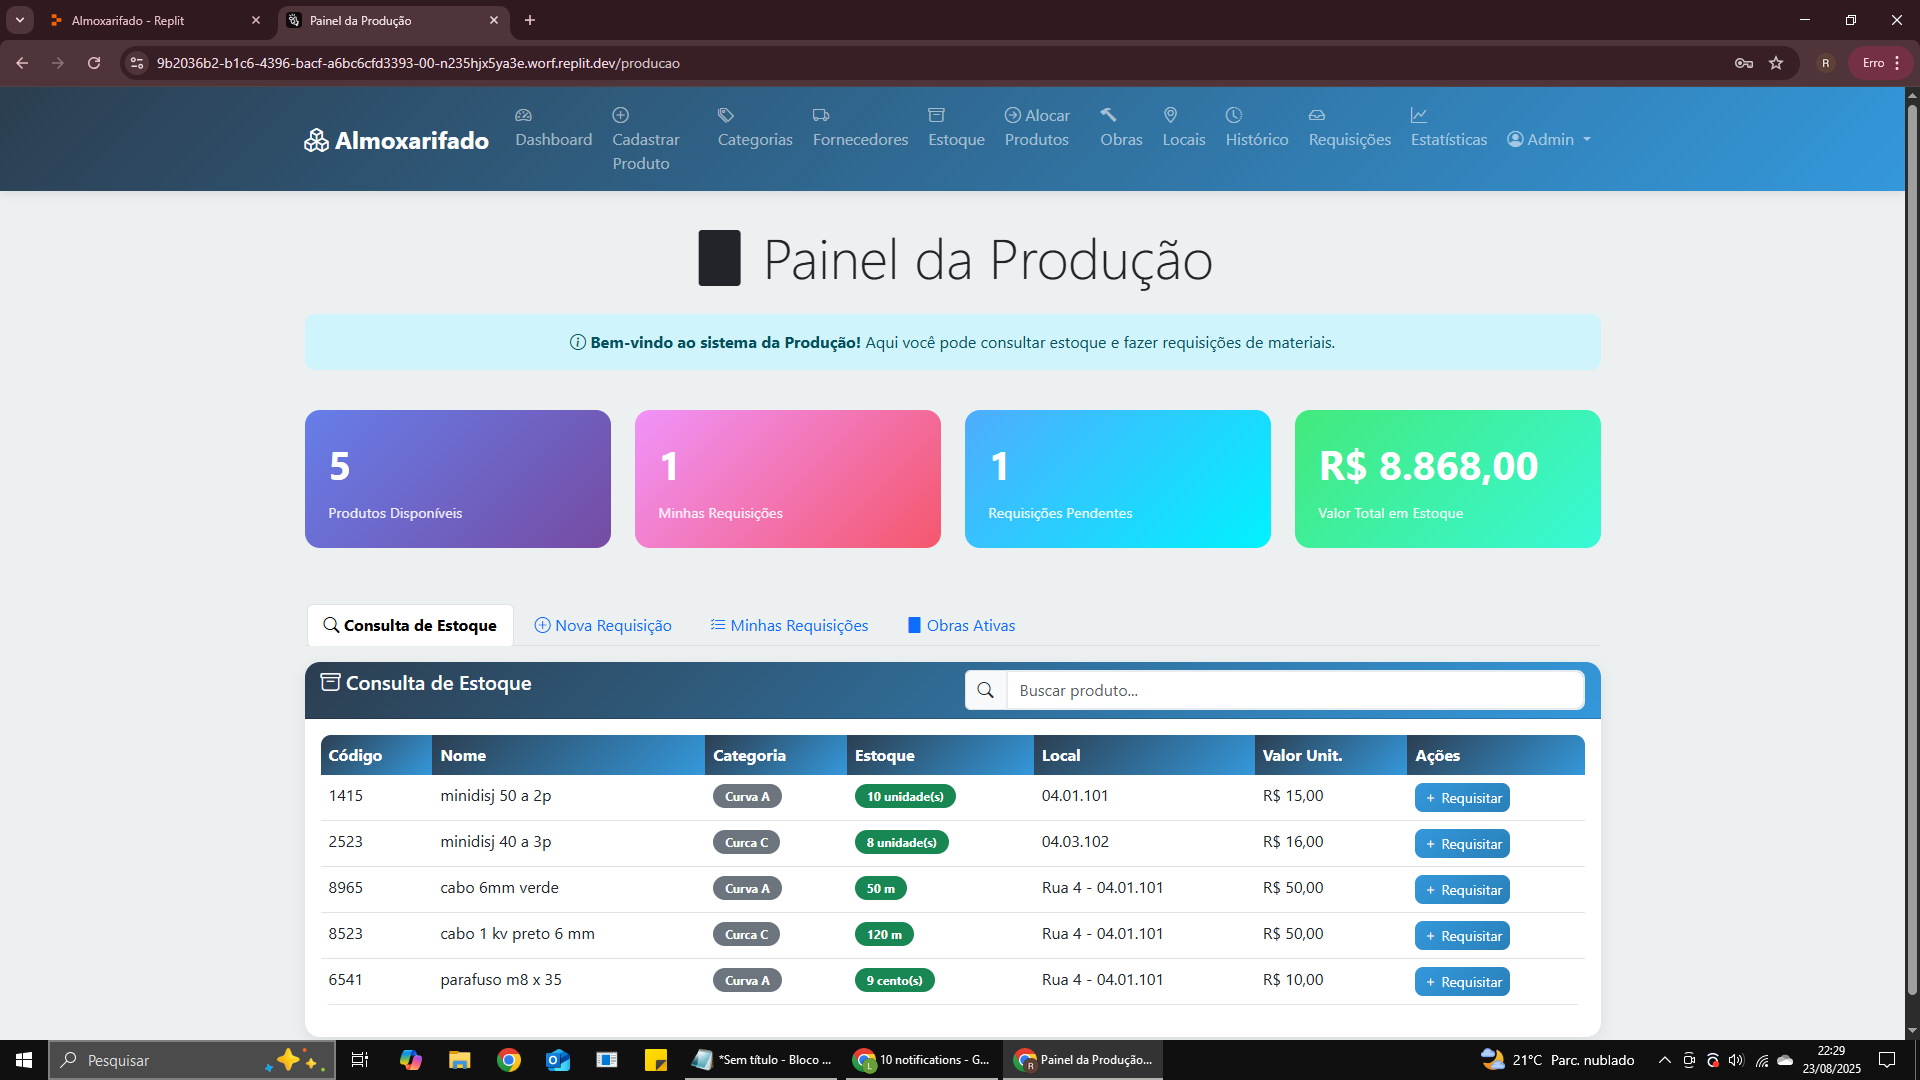 Almoxarifado - Replit
Painel da Produção
9b2036b2-b1c6-4396-bacf-a6bc6cfd3393-00-n235hjx5ya3e.worf.replit.dev/producao
R
Erro
Almoxarifado
Dashboard
Cadastrar
Produto
Categorias
Fornecedores
Estoque
Alocar
Produtos
Obras
Locais
Histórico
Requisições
Estatísticas
Admin
Painel da Produção
Bem-vindo ao sistema da Produção! Aqui você pode consultar estoque e fazer requisições de materiais.
5
Produtos Disponíveis
1
Minhas Requisições
1
Requisições Pendentes
R$ 8.868,00
Valor Total em Estoque
Consulta de Estoque
Nova Requisição
Minhas Requisições
Obras Ativas
Consulta de Estoque
Buscar produto...
Código Nome Categoria Estoque Local Valor Unit. Ações
1415 minidisj 50 a 2p Curva A 10 unidade(s) 04.01.101 R$ 15,00 + Requisitar
2523 minidisj 40 a 3p Curca C 8 unidade(s) 04.03.102 R$ 16,00 + Requisitar
8965 cabo 6mm verde Curva A 50 m Rua 4 - 04.01.101 R$ 50,00 + Requisitar
8523 cabo 1 kv preto 6 mm Curca C 120 m Rua 4 - 04.01.101 R$ 50,00 + Requisitar
6541 parafuso m8 x 35 Curva A 9 cento(s) Rua 4 - 04.01.101 R$ 10,00 + Requisitar
Pesquisar
*Sem título - Bloco ...
L
10 notifications - G...
R
Painel da Produção...
21°C Parc. nublado
22:29
23/08/2025